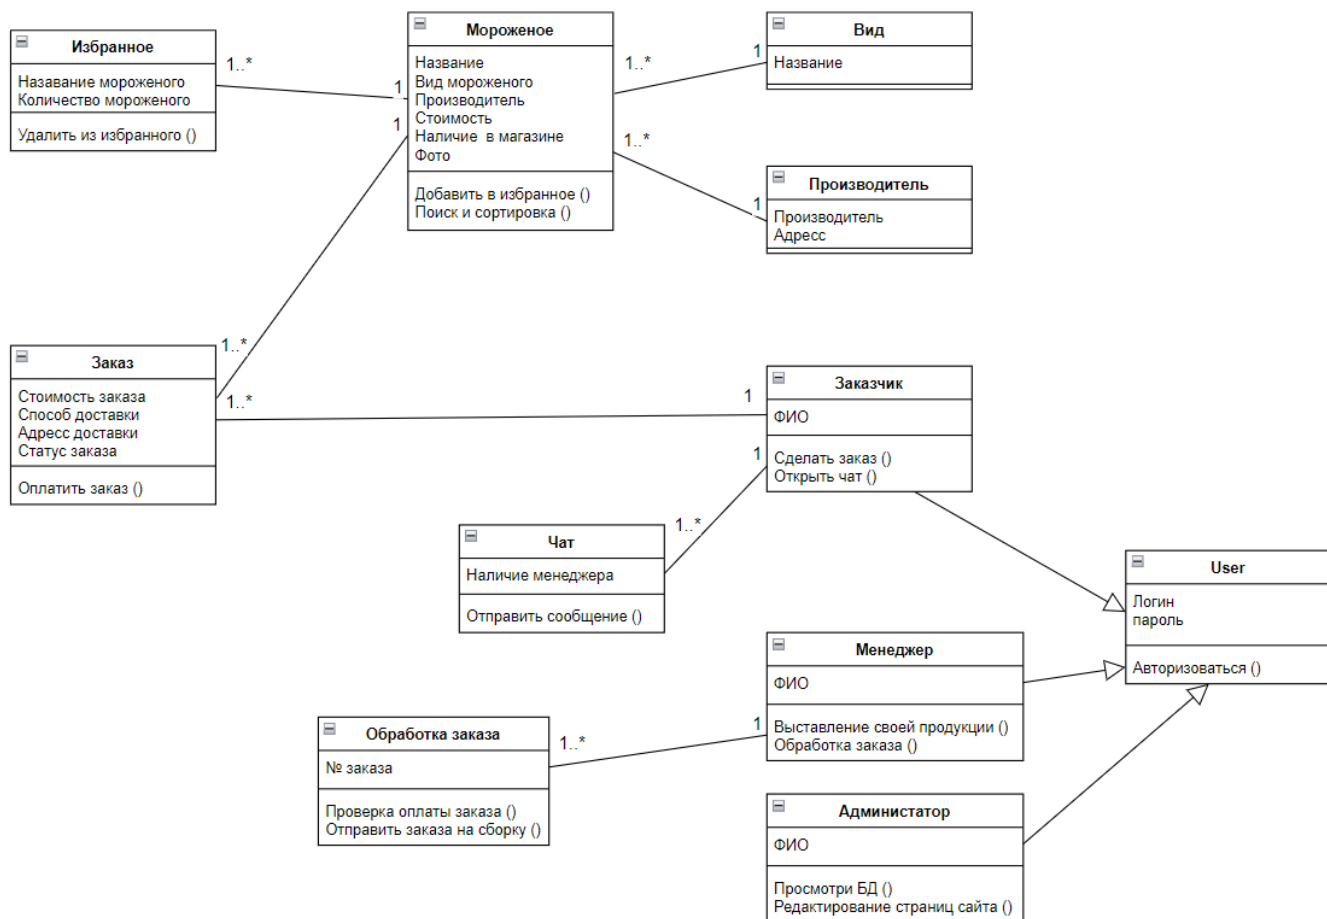 Избранное
Назавание мороженого
Количество мороженого
Удалить из избранного ()
1..*
1
Мороженое
Название
Вид мороженого
Производитель
Стоимость
Наличие в магазине
Фото
Добавить в избранное ()
Поиск и сортировка ()
1
1..*
1
Вид
Название
1..*
1
Производитель
Производитель
Адресс
1..*
Заказ
Стоимость заказа
Способ доставки
Адресс доставки
Статус заказа
Оплатить заказ ()
1..*
1
Заказчик
ФИО
Сделать заказ ()
Открыть чат ()
1
1..*
Чат
Наличие менеджера
Отправить сообщение ()
User
Логин
пароль
Авторизоваться ()
Менеджер
ФИО
Выставление своей продукции ()
Обработка заказа ()
1
1..*
Обработка заказа
№ заказа
Проверка оплаты заказа ()
Отправить заказа на сборку ()
Администатор
ФИО
Просмотри БД ()
Редактирование страниц сайта ()